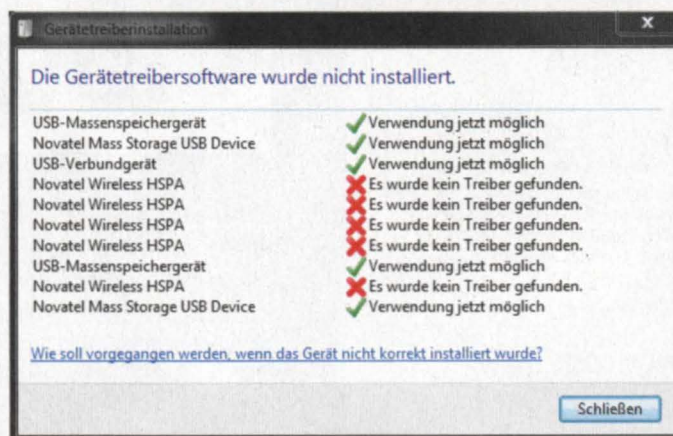 Gerätetreiberinstallation
X
Die Gerätetreibersoftware wurde nicht installiert.
USB-Massenspeichergerät Verwendung jetzt möglich
Novatel Mass Storage USB Device Verwendung jetzt möglich
USB-Verbundgerät Verwendung jetzt möglich
Novatel Wireless HSPA Es wurde kein Treiber gefunden.
Novatel Wireless HSPA Es wurde kein Treiber gefunden.
Novatel Wireless HSPA Es wurde kein Treiber gefunden.
Novatel Wireless HSPA Es wurde kein Treiber gefunden.
USB-Massenspeichergerät Verwendung jetzt möglich
Novatel Wireless HSPA Es wurde kein Treiber gefunden.
Novatel Mass Storage USB Device Verwendung jetzt möglich
Wie soll vorgegangen werden, wenn das Gerät nicht korrekt installiert wurde?
Schließen